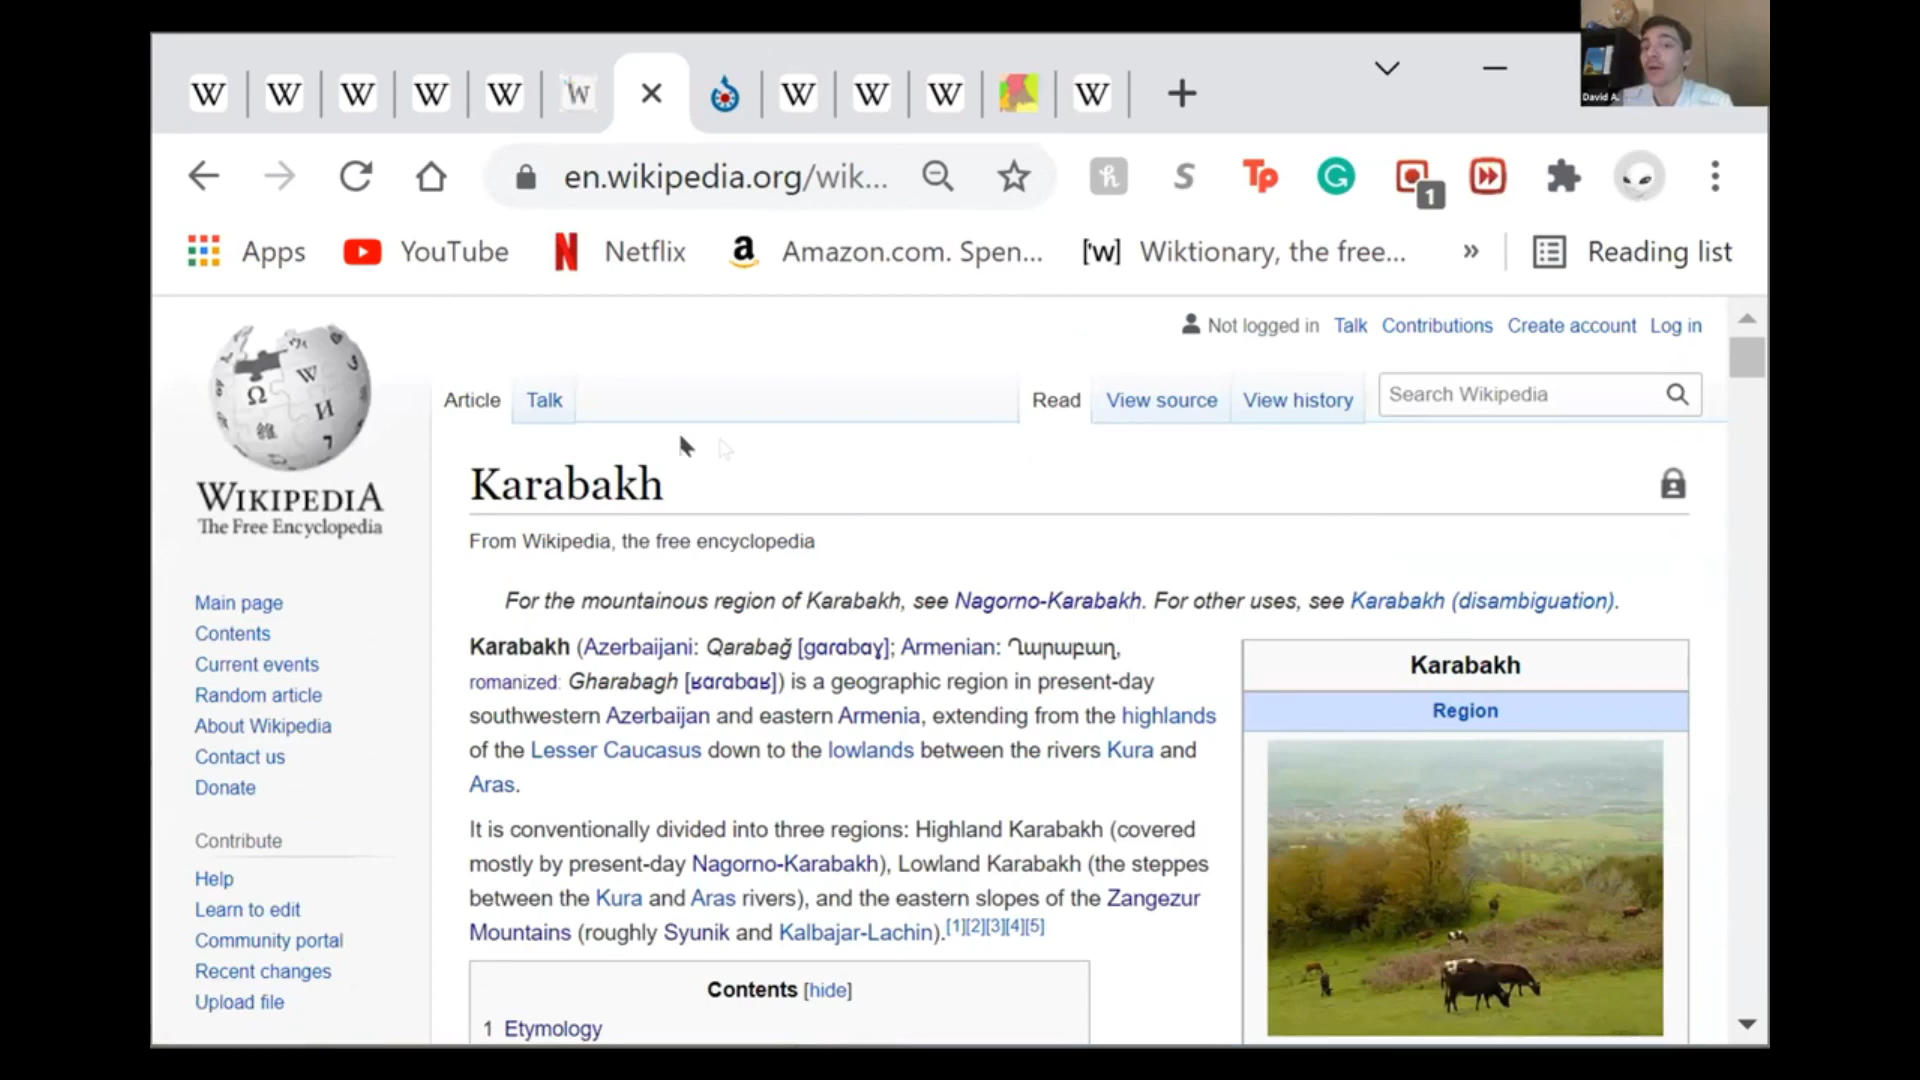 David A.
en.wikipedia.org/wik...
1
Apps
YouTube
Netflix
Amazon.com. Spen...
Wiktionary, the free...
»
Reading list
Not logged in Talk Contributions Create account Log in
Article Talk Read View source View history Search Wikipedia
WIKIPEDIA
The Free Encyclopedia
Main page
Contents
Current events
Random article
About Wikipedia
Contact us
Donate
Contribute
Help
Learn to edit
Community portal
Recent changes
Upload file
Karabakh
From Wikipedia, the free encyclopedia
For the mountainous region of Karabakh, see Nagorno-Karabakh. For other uses, see Karabakh (disambiguation).
Karabakh (Azerbaijani: Qarabağ [ɡɑɾɑbɑɣ]; Armenian: Ղարաբաղ,
romanized: Gharabagh [ʁɑɾɑbɑʁ]) is a geographic region in present-day
southwestern Azerbaijan and eastern Armenia, extending from the highlands
of the Lesser Caucasus down to the lowlands between the rivers Kura and
Aras.
It is conventionally divided into three regions: Highland Karabakh (covered
mostly by present-day Nagorno-Karabakh), Lowland Karabakh (the steppes
between the Kura and Aras rivers), and the eastern slopes of the Zangezur
Mountains (roughly Syunik and Kalbajar-Lachin).[1][2][3][4][5]
Contents [hide]
1 Etymology
Karabakh
Region